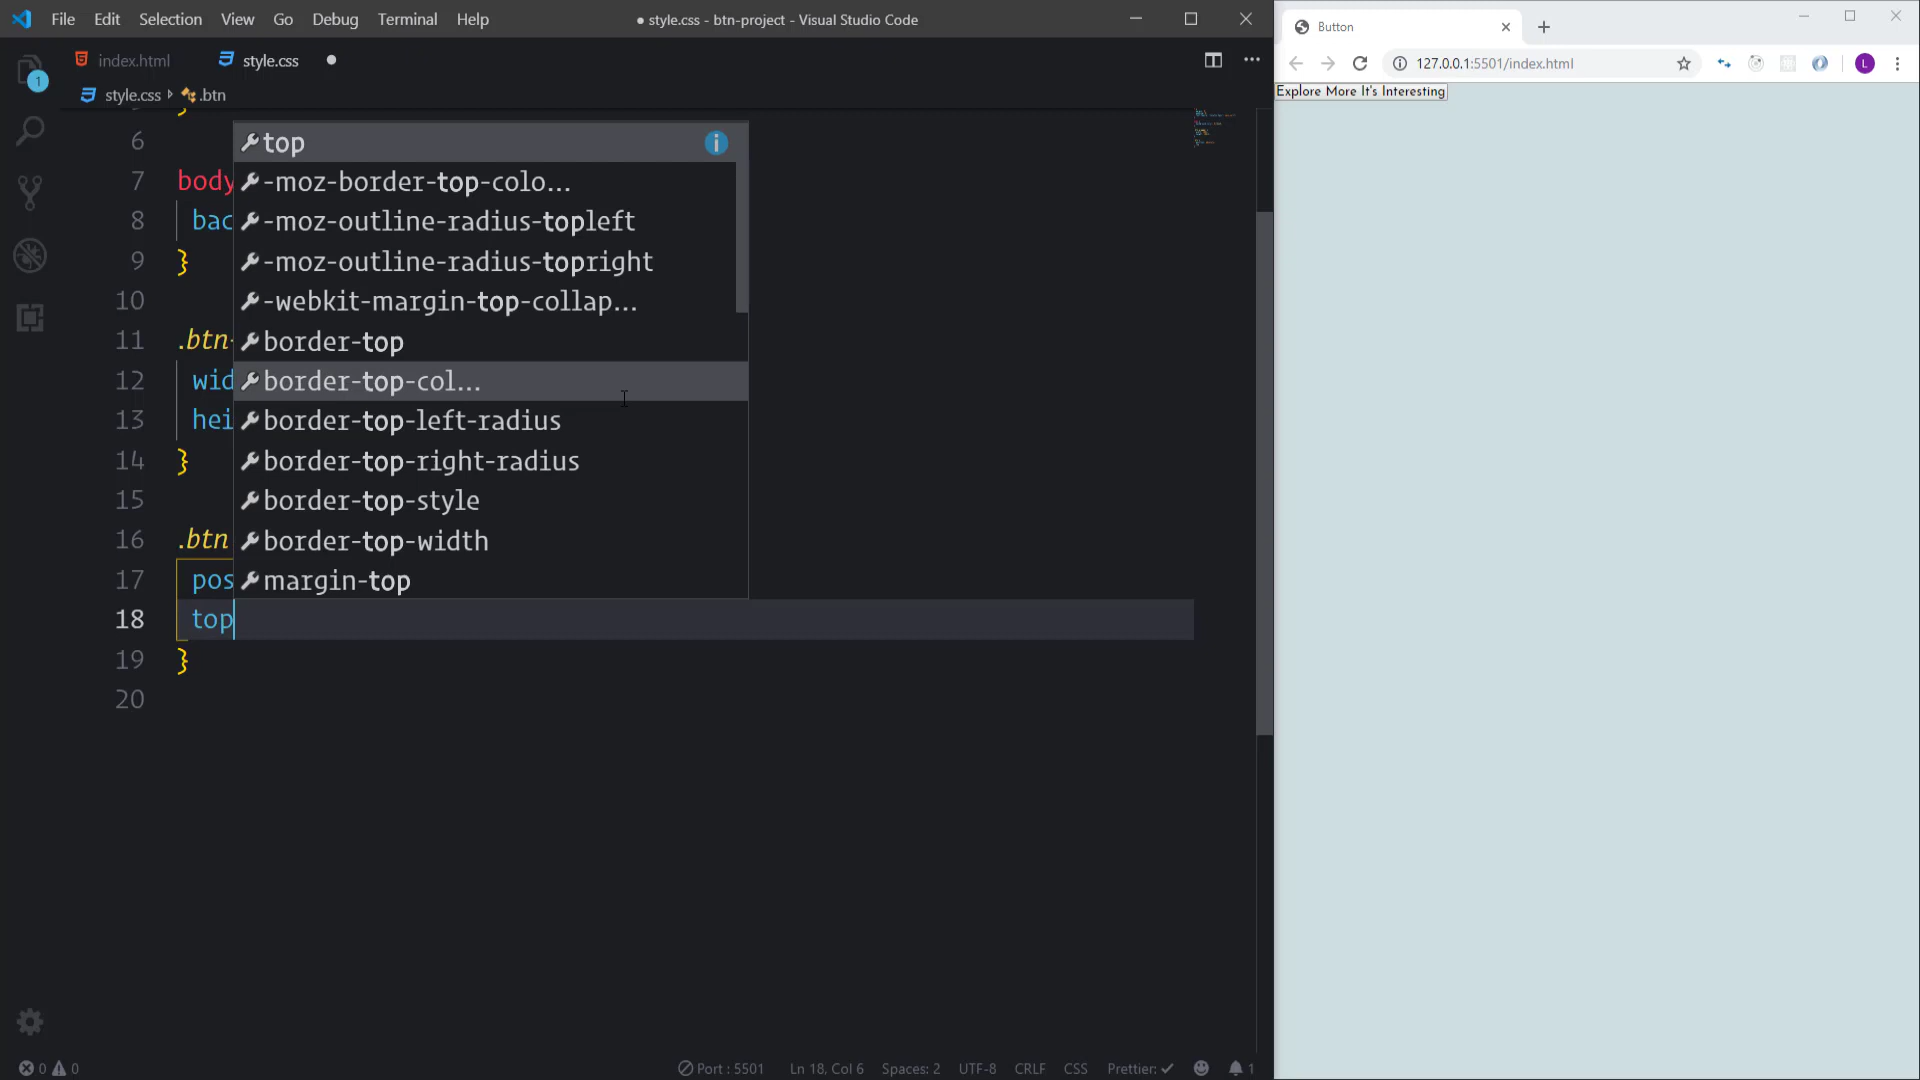 File Edit Selection View Go Debug Terminal Help
● style.css - btn-project - Visual Studio Code
Button
index.html
style.css
127.0.0.1:5501/index.html
1
style.css .btn
Explore More It's Interesting
}
6
top
-moz-border-top-colo...
7 body
8 bac
-moz-outline-radius-topleft
9 }
-moz-outline-radius-topright
10
-webkit-margin-top-collap...
11 .btn-
border-top
12 wid
border-top-col...
13 hei
border-top-left-radius
14 }
border-top-right-radius
15
border-top-style
16 .btn
border-top-width
17 pos
margin-top
18 top
19 }
20
0 0
Port : 5501 Ln 18, Col 6 Spaces: 2 UTF-8 CRLF CSS Prettier: ✓ 1
L